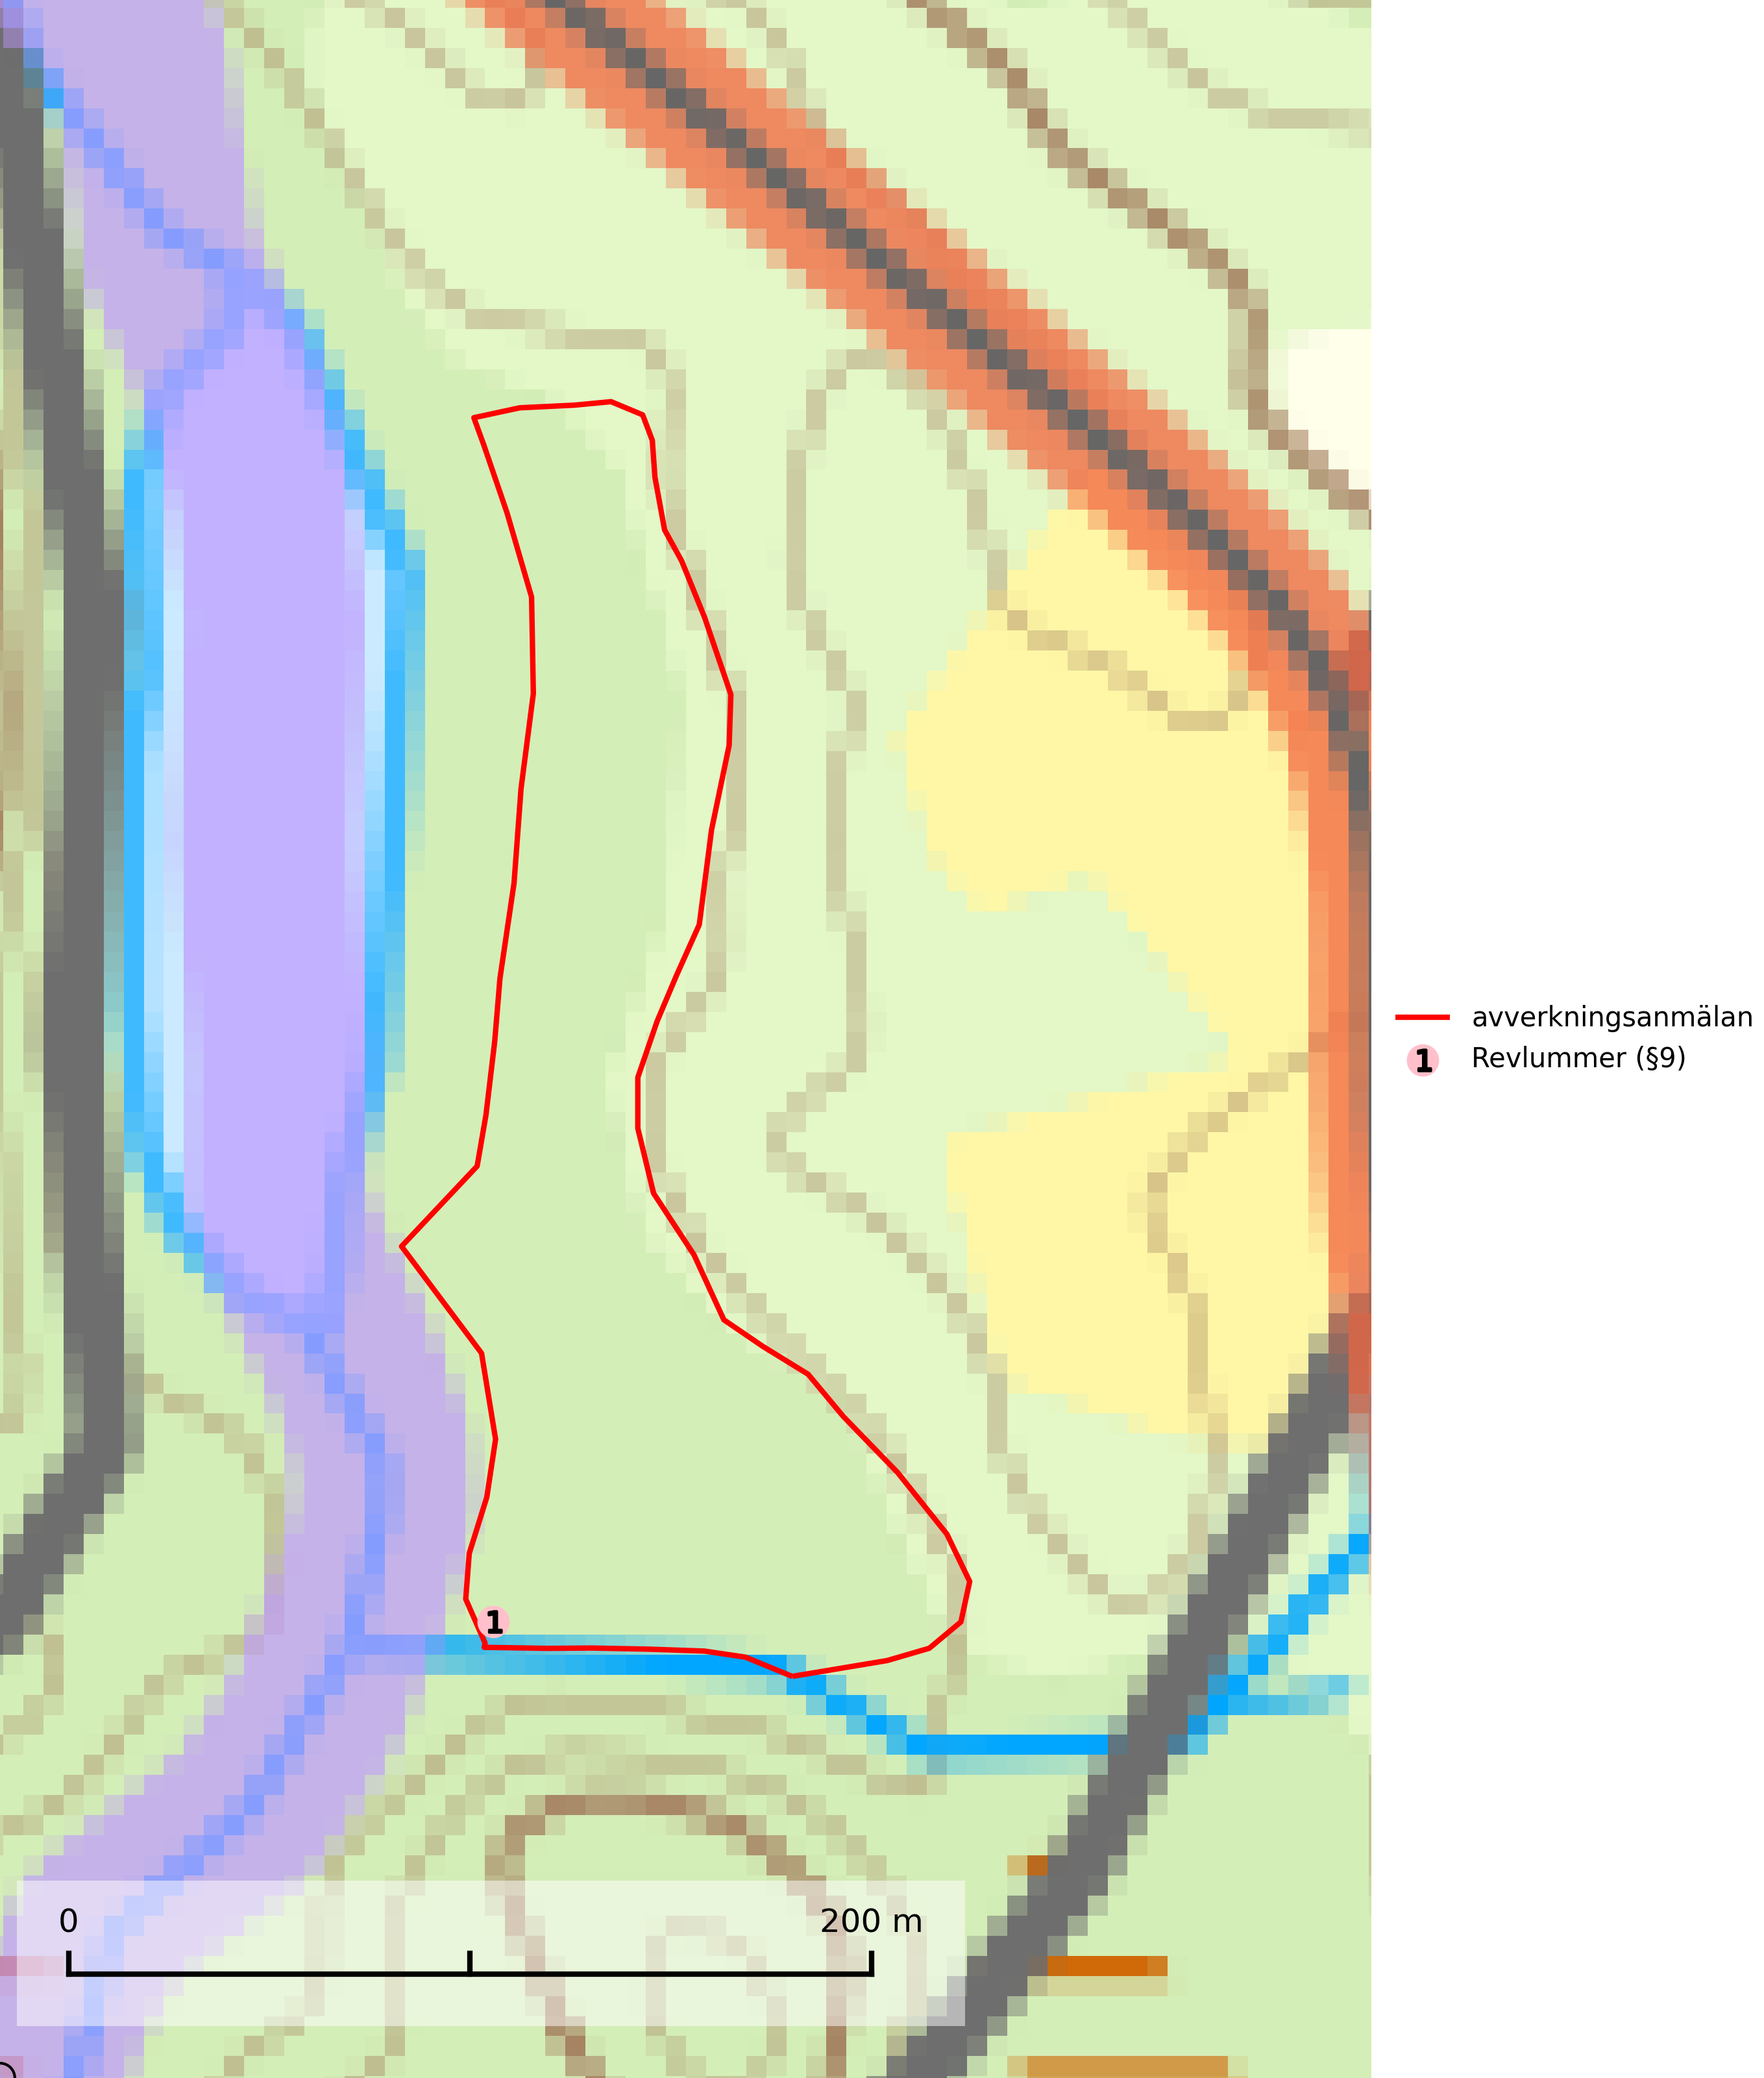 avverkningsanmälan
1 Revlummer (§9)
1
0 200 m